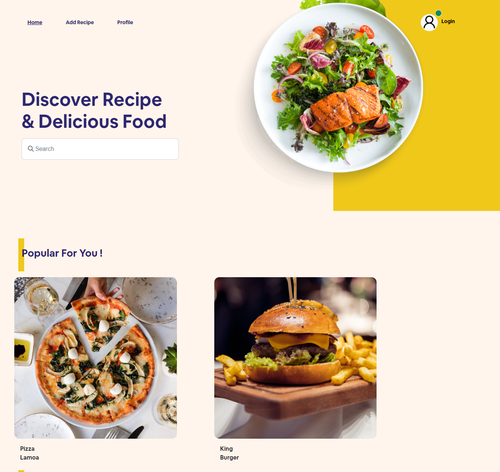 Home Add Recipe Profile Login
Discover Recipe
& Delicious Food
Search
Popular For You !
Pizza
Lamoa
King
Burger